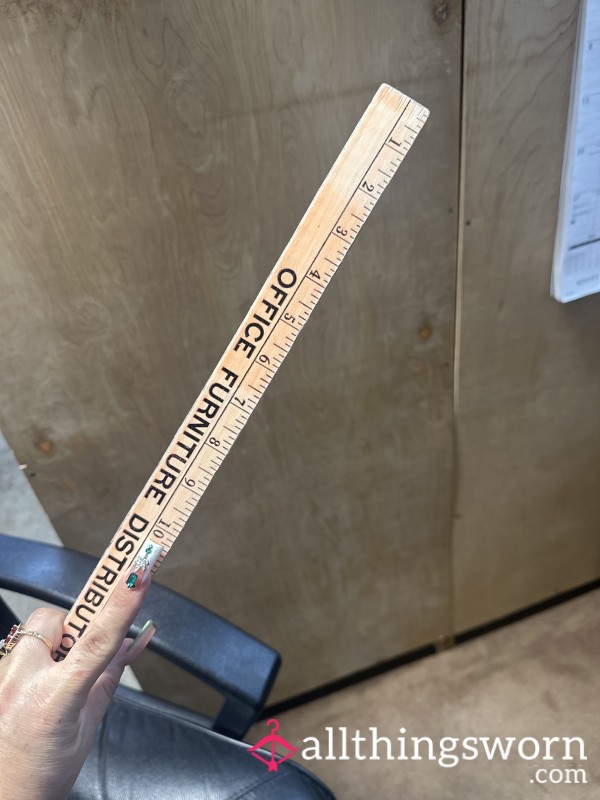 OFFICE FURNITURE DISTRIBUTO
1 2 3 4 5 6 7 8 9 10
allthingsworn
.com